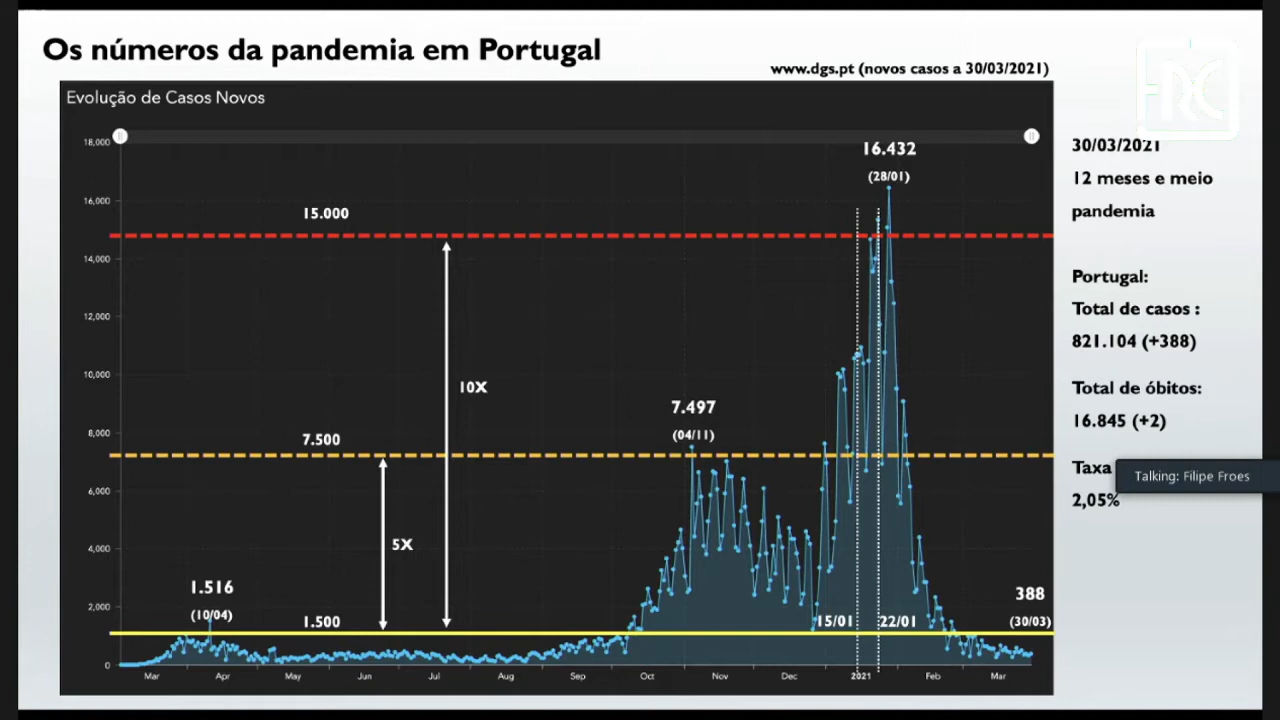 Os números da pandemia em Portugal
www.dgs.pt (novos casos a 30/03/2021)
Evolução de Casos Novos
18,000
16,000
14,000
12,000
10,000
8,000
6,000
4,000
2,000
0
15.000
10X
7.500
5X
1.516
(10/04)
1.500
7.497
(04/11)
16.432
(28/01)
15/01
22/01
388
(30/03)
Mar
Apr
May
Jun
Jul
Aug
Sep
Oct
Nov
Dec
2021
Feb
Mar
FRC
30/03/2021
12 meses e meio
pandemia
Portugal:
Total de casos :
821.104 (+388)
Total de óbitos:
16.845 (+2)
Taxa
2,05%
Talking: Filipe Froes